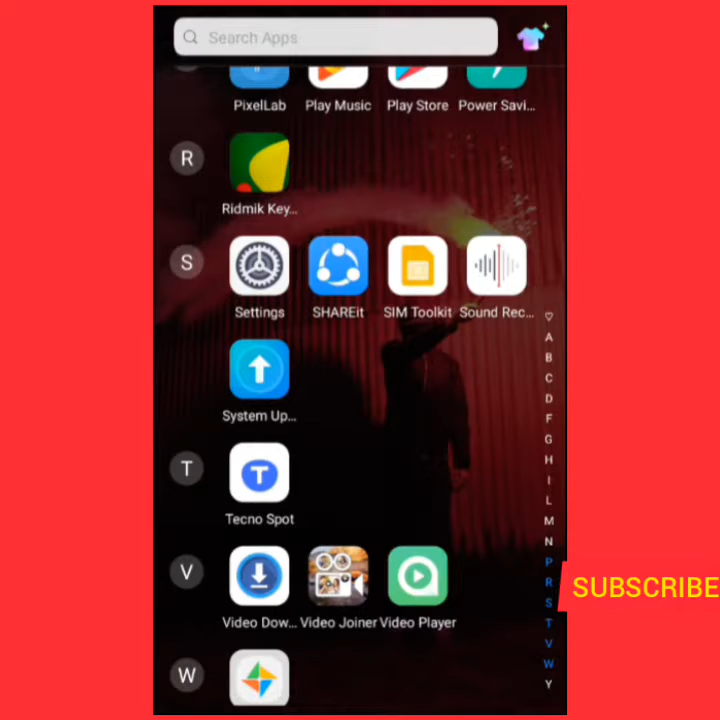 Search Apps
PixelLab Play Music Play Store Power Savi...
R
Ridmik Key...
S
Settings SHAREit SIM Toolkit Sound Rec...
System Up...
T
T
Tecno Spot
V
Video Dow... Video Joiner Video Player
W
A
B
C
D
F
G
H
I
L
M
N
P
R
S
T
V
W
Y
SUBSCRIBE